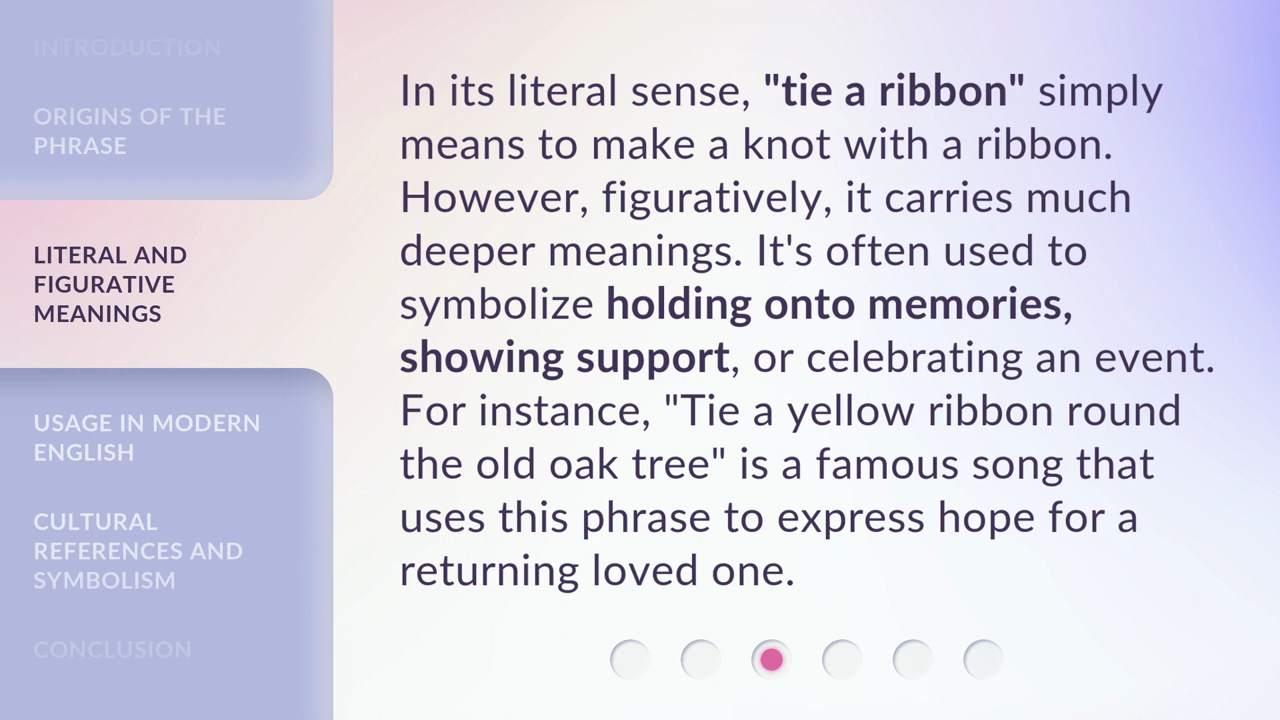 INTRODUCTION
ORIGINS OF THE
PHRASE
LITERAL AND
FIGURATIVE
MEANINGS
USAGE IN MODERN
ENGLISH
CULTURAL
REFERENCES AND
SYMBOLISM
CONCLUSION
In its literal sense, "tie a ribbon" simply
means to make a knot with a ribbon.
However, figuratively, it carries much
deeper meanings. It's often used to
symbolize holding onto memories,
showing support, or celebrating an event.
For instance, "Tie a yellow ribbon round
the old oak tree" is a famous song that
uses this phrase to express hope for a
returning loved one.